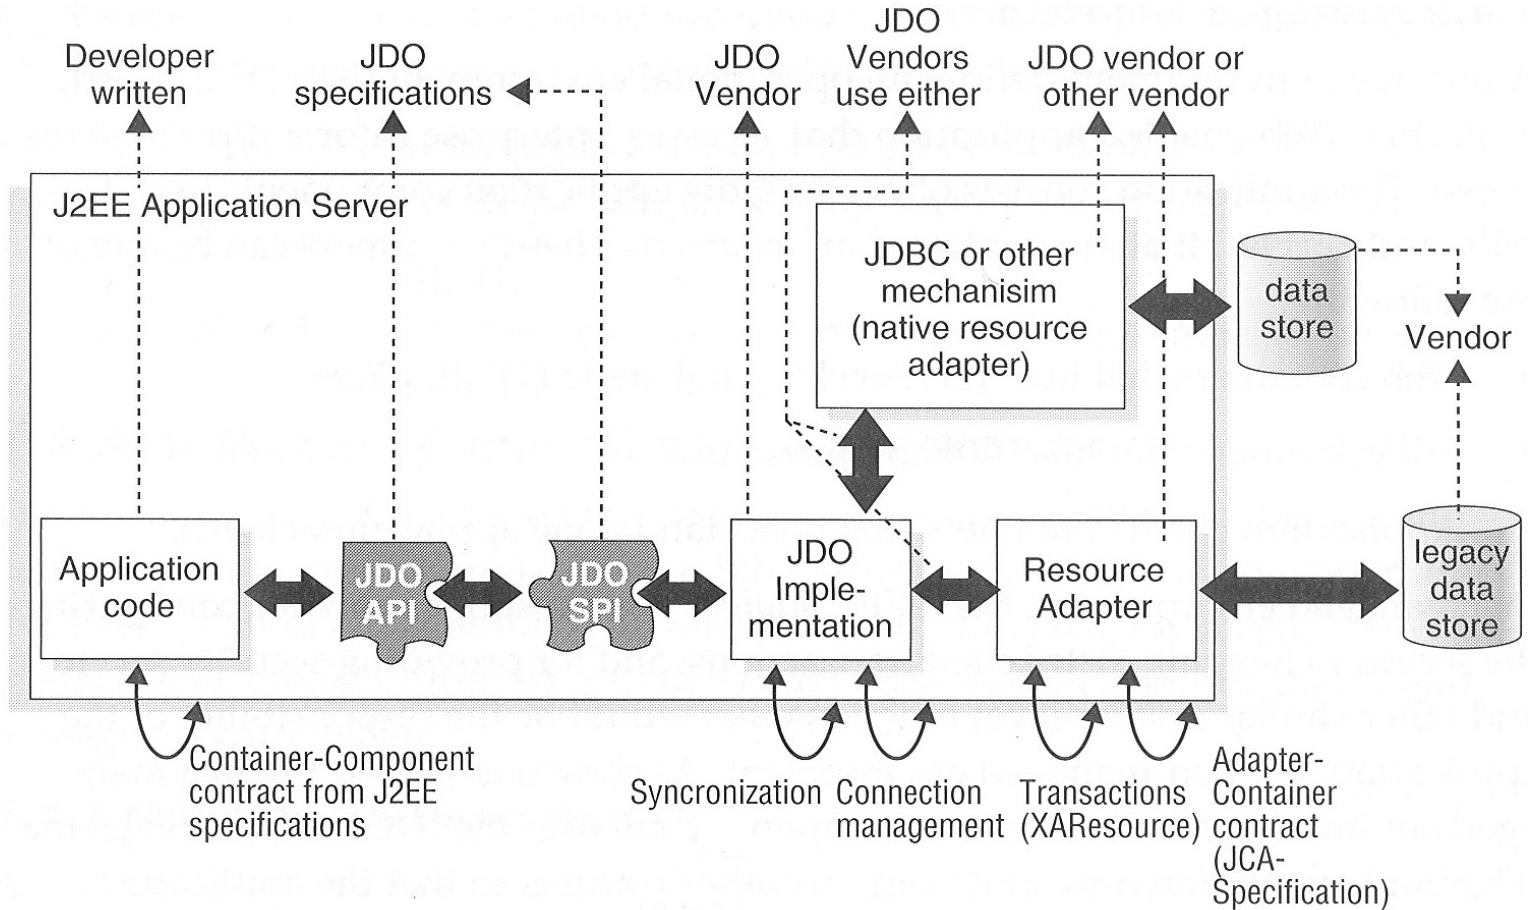 Developer
written
JDO
specifications
JDO
Vendor
JDO
Vendors
use either
JDO vendor or
other vendor
J2EE Application Server
JDBC or other
mechanisim
(native resource
adapter)
data
store
Vendor
Application
code
JDO
API
JDO
SPI
JDO
Imple-
mentation
Resource
Adapter
legacy
data
store
Container-Component
contract from J2EE
specifications
Syncronization
Connection
management
Transactions
(XAResource)
Adapter-
Container
contract
(JCA-
Specification)